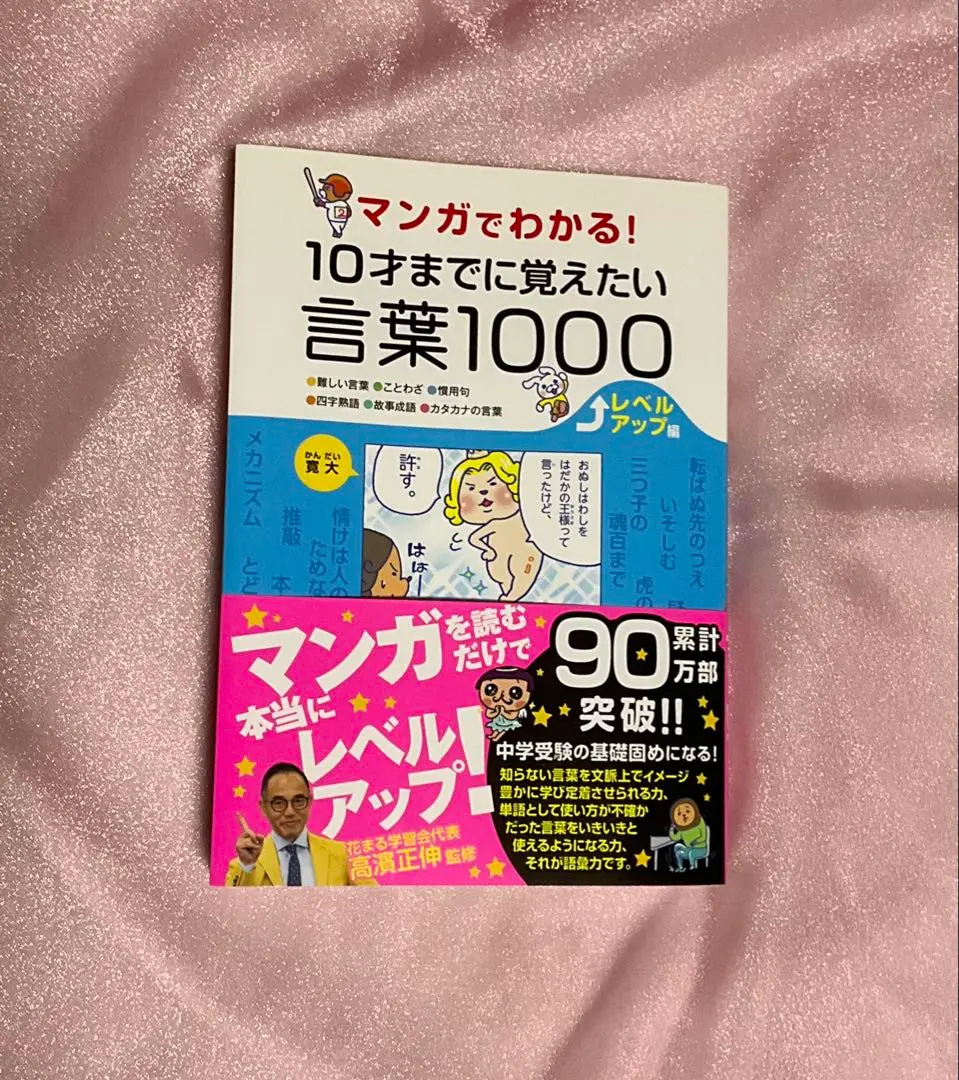 マンガでわかる!
10才までに覚えたい
言葉1000
●難しい言葉 ●ことわざ ●慣用句
●四字熟語 ●故事成語 ●カタカナの言葉
レベル
アップ編
かんだい
寛大
おぬしはわしを
はだかの王様って
言ったけど、
許す。
ははー
転ばぬ先のつえ
いそしむ
三つ子の
魂百まで
虎の
情けは人の
ためな
推敲
本
メカニズム
とど
マンガを読む
だけで
本当に
レベル
アップ!
花まる学習会代表
高濱正伸 監修
累計
90万部
突破!!
中学受験の基礎固めになる!
知らない言葉を文脈上でイメージ
豊かに学び定着させられる力、
単語として使い方が不確か
だった言葉をいきいきと
使えるようになる力、
それが語彙力です。